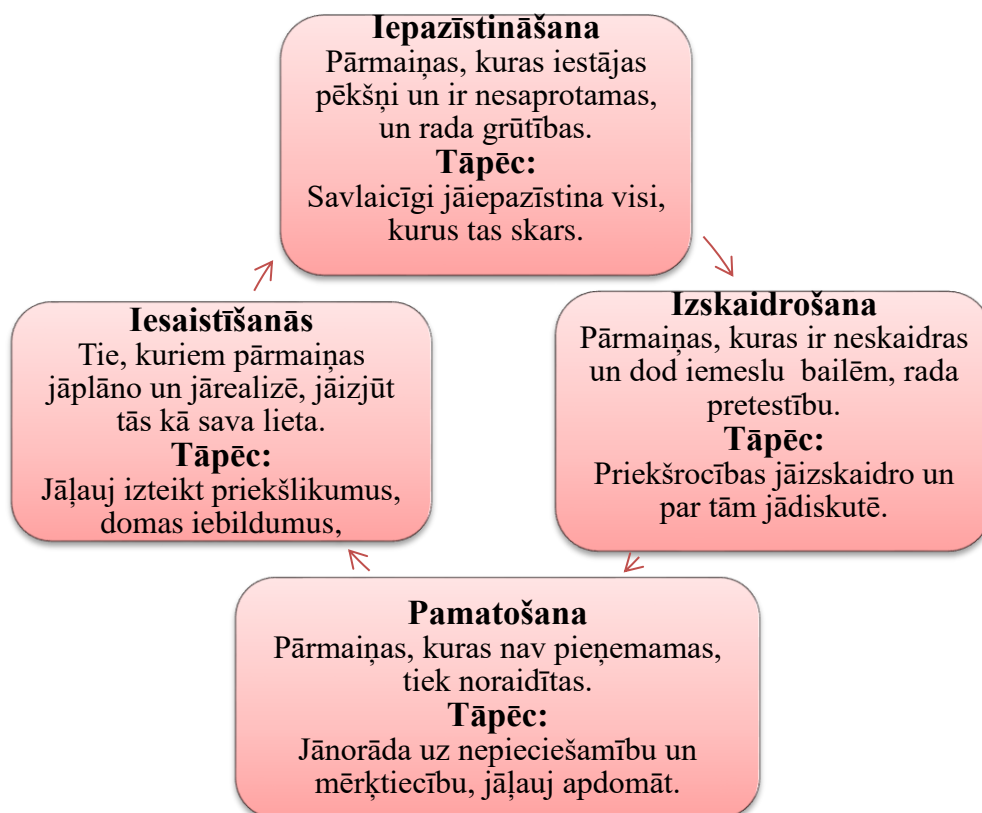 Iepazīstināšana
Pārmaiņas, kuras iestājas
pēkšņi un ir nesaprotamas,
un rada grūtības.
Tāpēc:
Savlaicīgi jāiepazīstina visi,
kurus tas skars.
Izskaidrošana
Pārmaiņas, kuras ir neskaidras
un dod iemeslu  bailēm, rada
pretestību.
Tāpēc:
Priekšrocības jāizskaidro un
par tām jādiskutē.
Pamatošana
Pārmaiņas, kuras nav pieņemamas,
tiek noraidītas.
Tāpēc:
Jānorāda uz nepieciešamību un
mērķtiecību, jāļauj apdomāt.
Iesaistīšanās
Tie, kuriem pārmaiņas
jāplāno un jārealizē, jāizjūt
tās kā sava lieta.
Tāpēc:
Jāļauj izteikt priekšlikumus,
domas iebildumus,